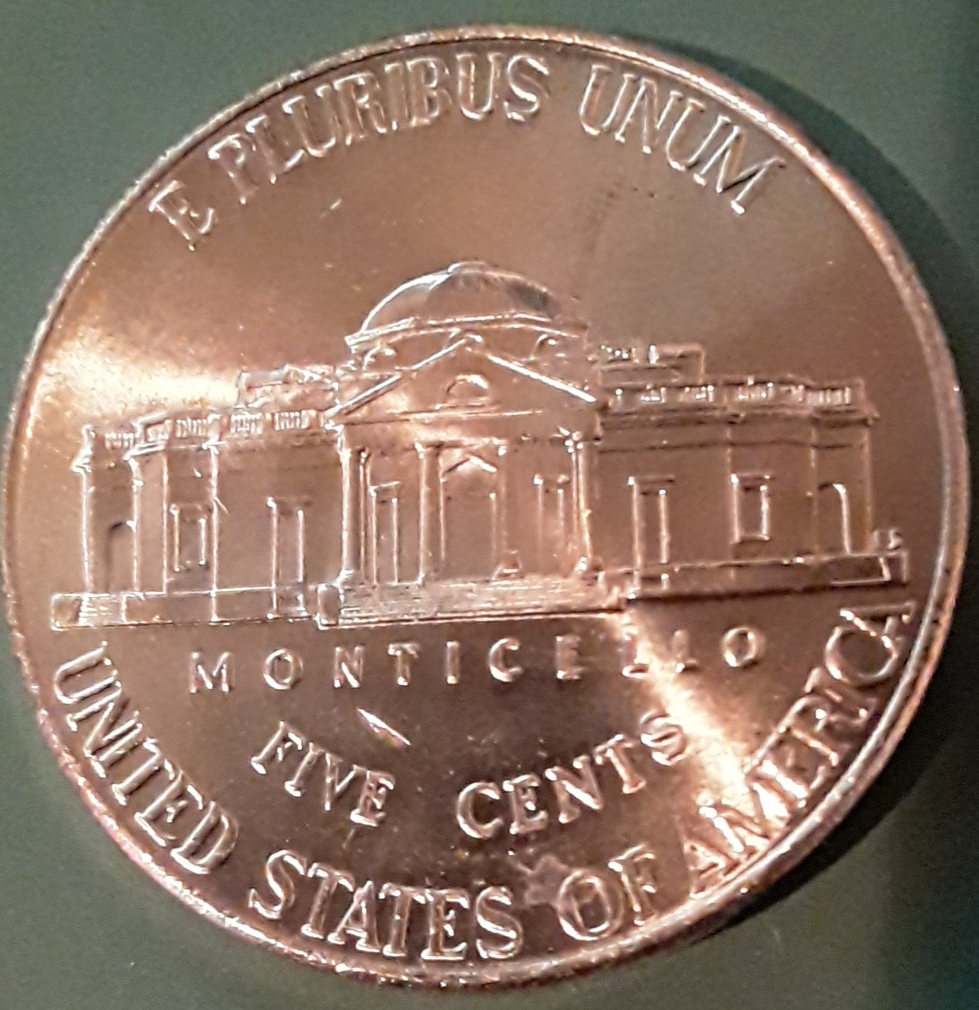 E PLURIBUS UNUM
MONTICELLO
FIVE CENTS
UNITED STATES OF AMERICA